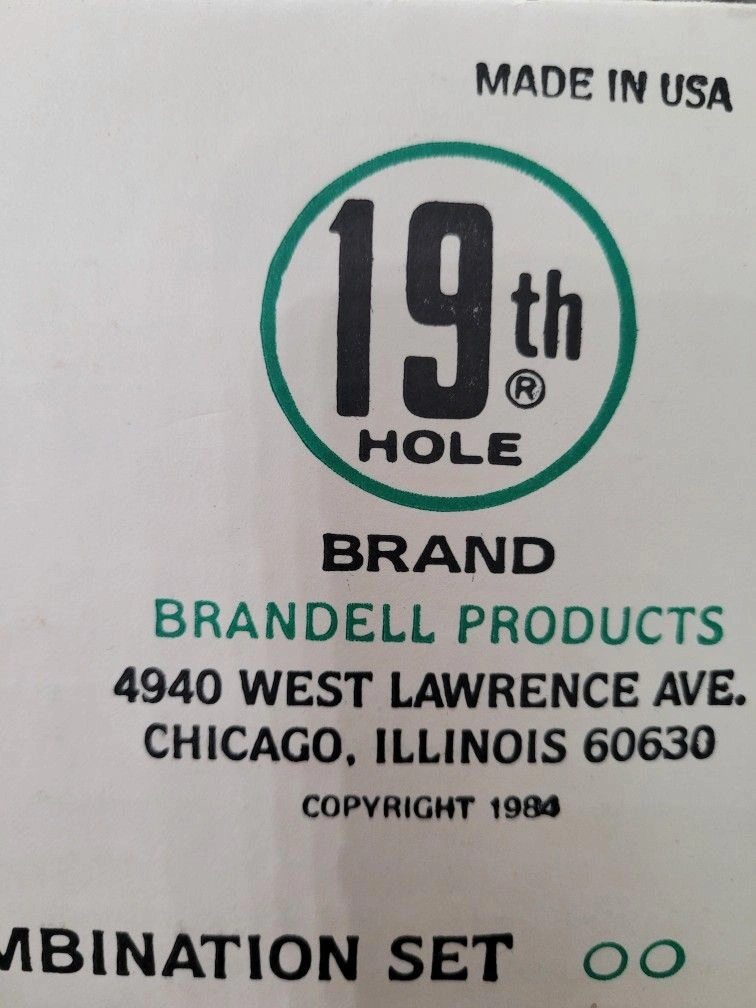 MADE IN USA
19th®
HOLE
BRAND
BRANDELL PRODUCTS
4940 WEST LAWRENCE AVE.
CHICAGO, ILLINOIS 60630
COPYRIGHT 1984
MBINATION SET OO